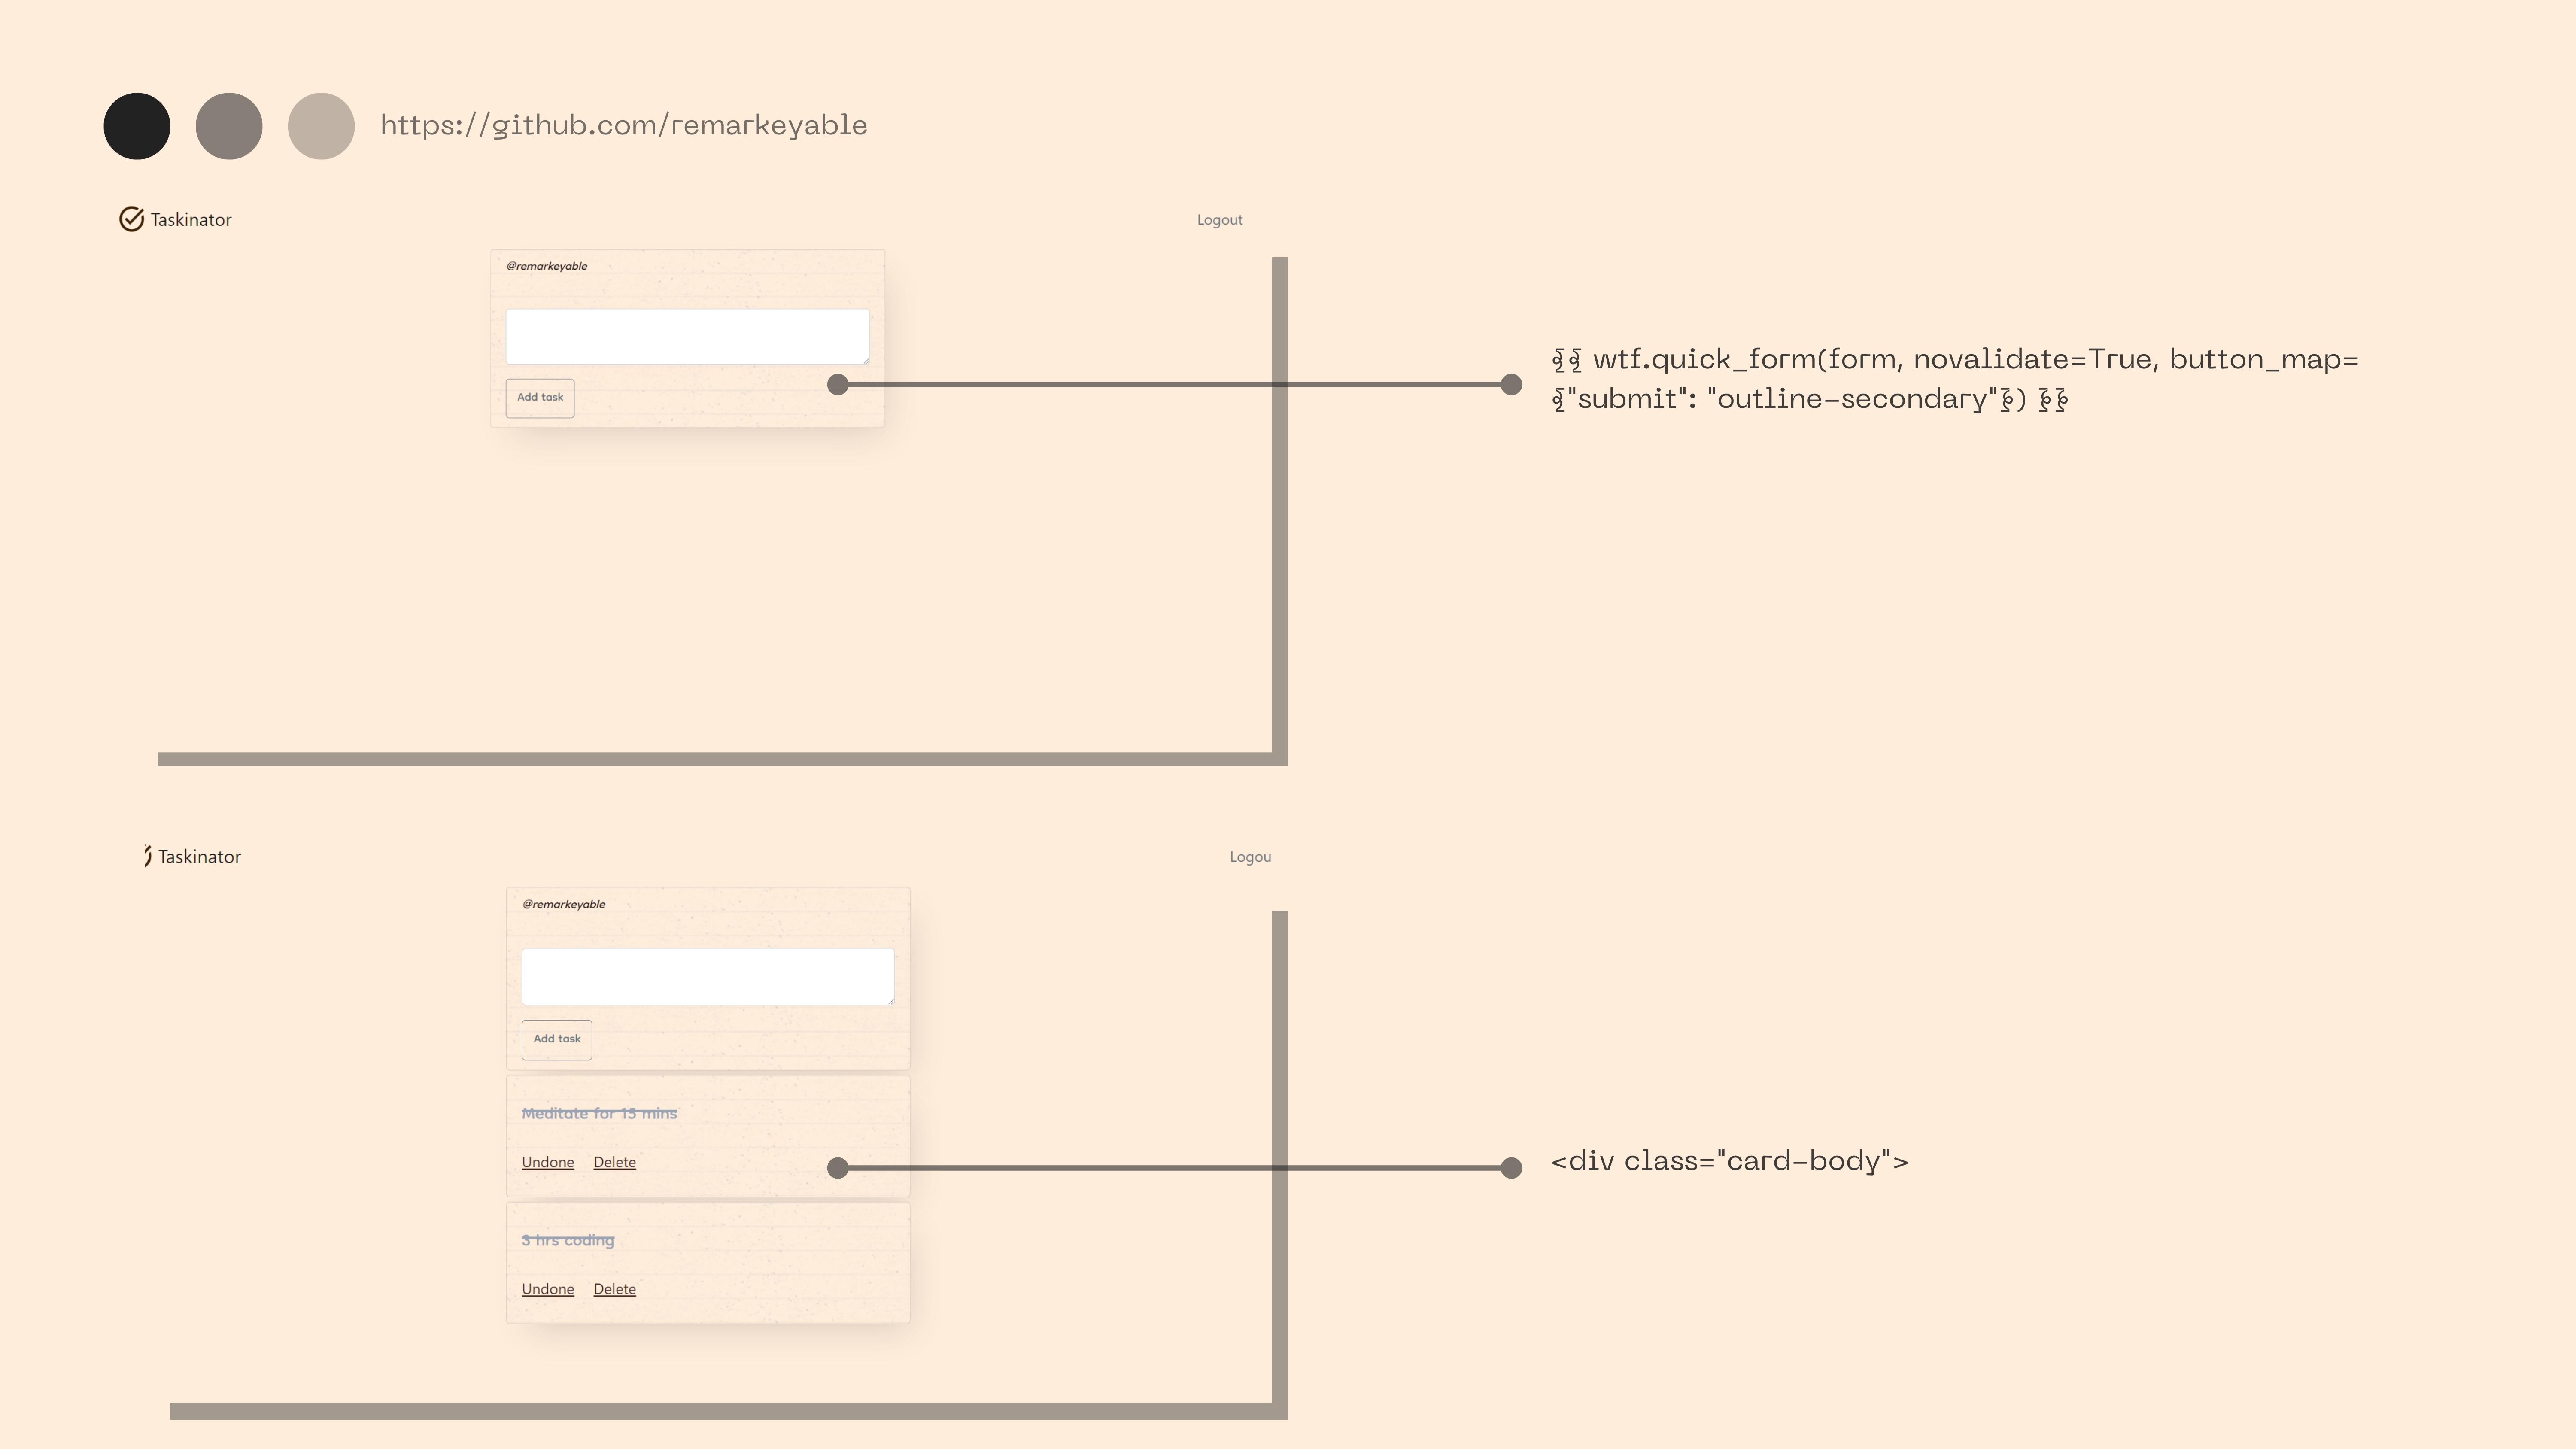 https://github.com/remarkeyable
Taskinator
Logout
@remarkeyable
Add task
{{ wtf.quick_form(form, novalidate=True, button_map=
{"submit": "outline-secondary"}) }}
Taskinator
Logou
@remarkeyable
Add task
Meditate for 15 mins
Undone Delete
<div class="card-body">
3 hrs coding
Undone Delete